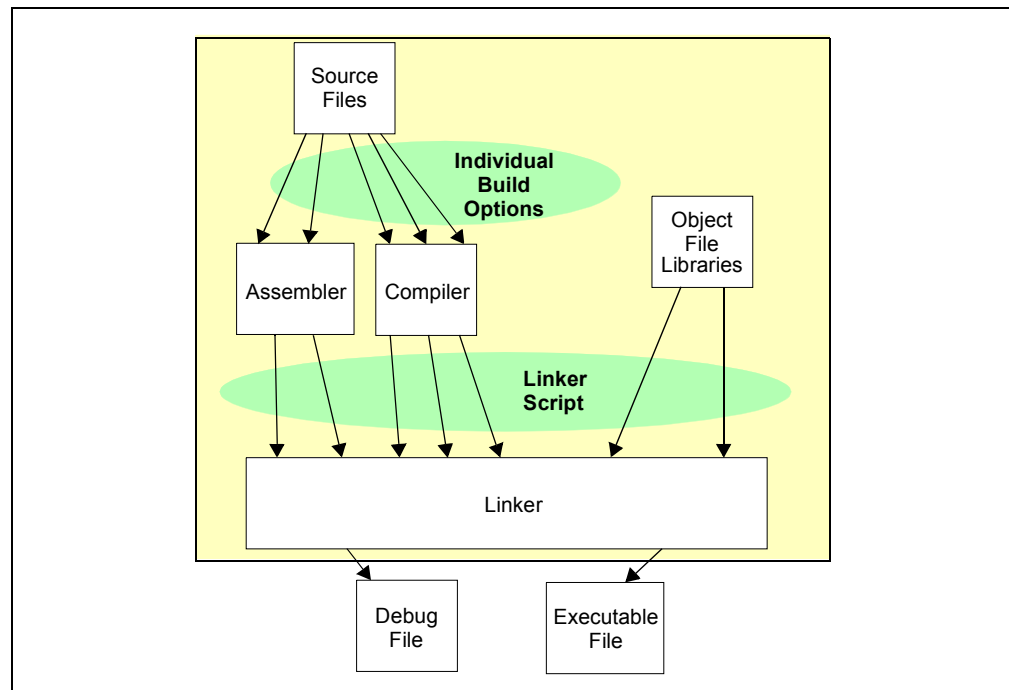 Source
Files
Individual
Build
Options
Object
File
Libraries
Assembler
Compiler
Linker
Script
Linker
Debug
File
Executable
File